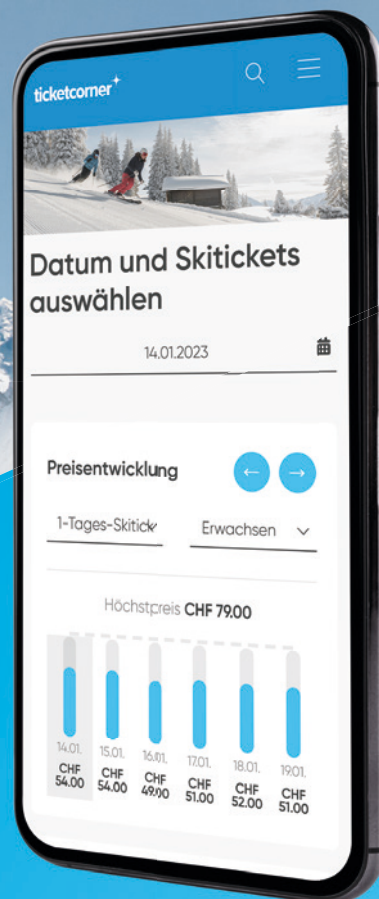 ticketcorner+
Datum und Skitickets
auswählen
14.01.2023
Preisentwicklung
1-Tages-Skitick
Erwachsen
Höchstpreis CHF 79.00
14.01. 15.01. 16.01. 17.01. 18.01. 19.01.
CHF CHF CHF CHF CHF CHF
54.00 54.00 49.00 51.00 52.00 51.00